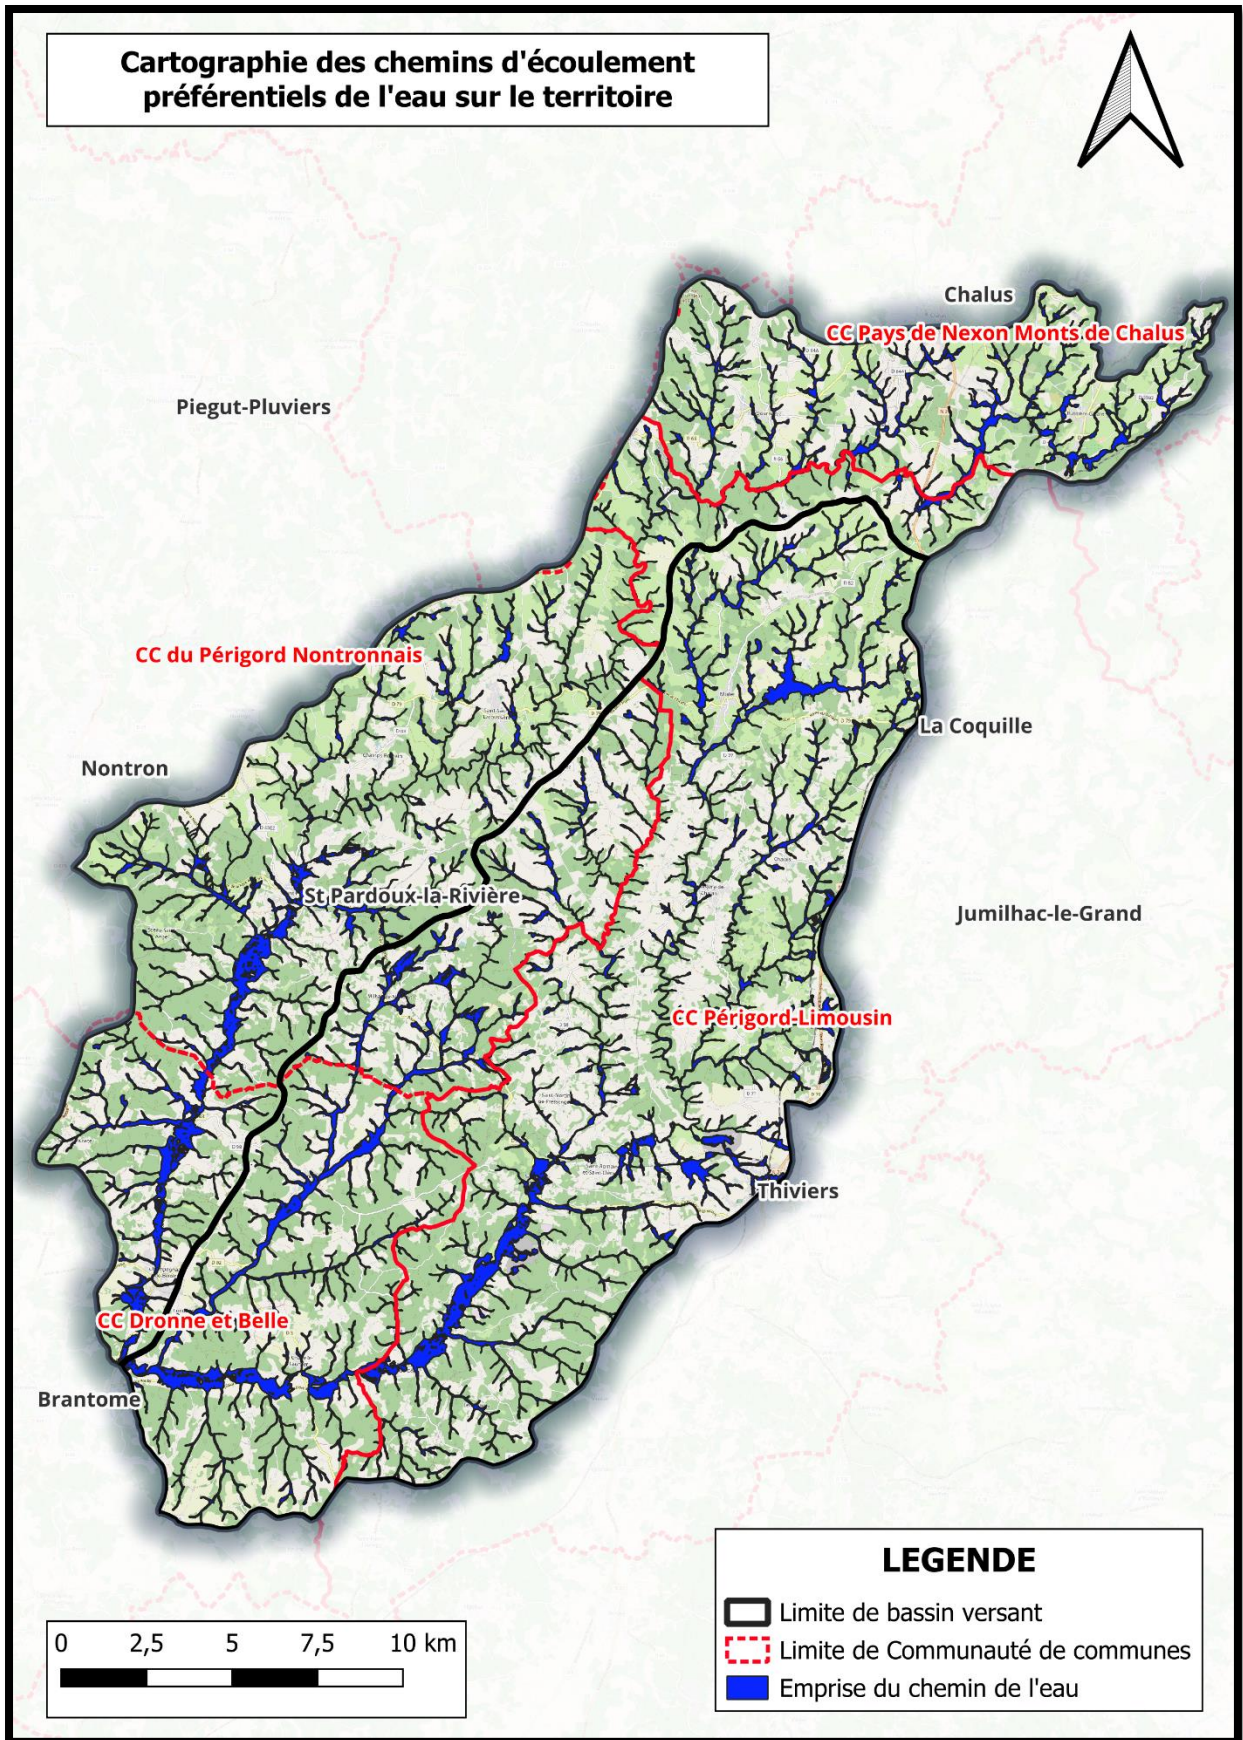 Cartographie des chemins d'écoulement
préférentiels de l'eau sur le territoire
Chalus
CC Pays de Nexon Monts de Chalus
Piegut-Pluviers
CC du Périgord Nontronnais
La Coquille
Nontron
St Pardoux-la-Rivière
Jumilhac-le-Grand
CC Périgord-Limousin
Thiviers
CC Dronne et Belle
Brantome
LEGENDE
Limite de bassin versant
Limite de Communauté de communes
Emprise du chemin de l'eau
0 2,5 5 7,5 10 km